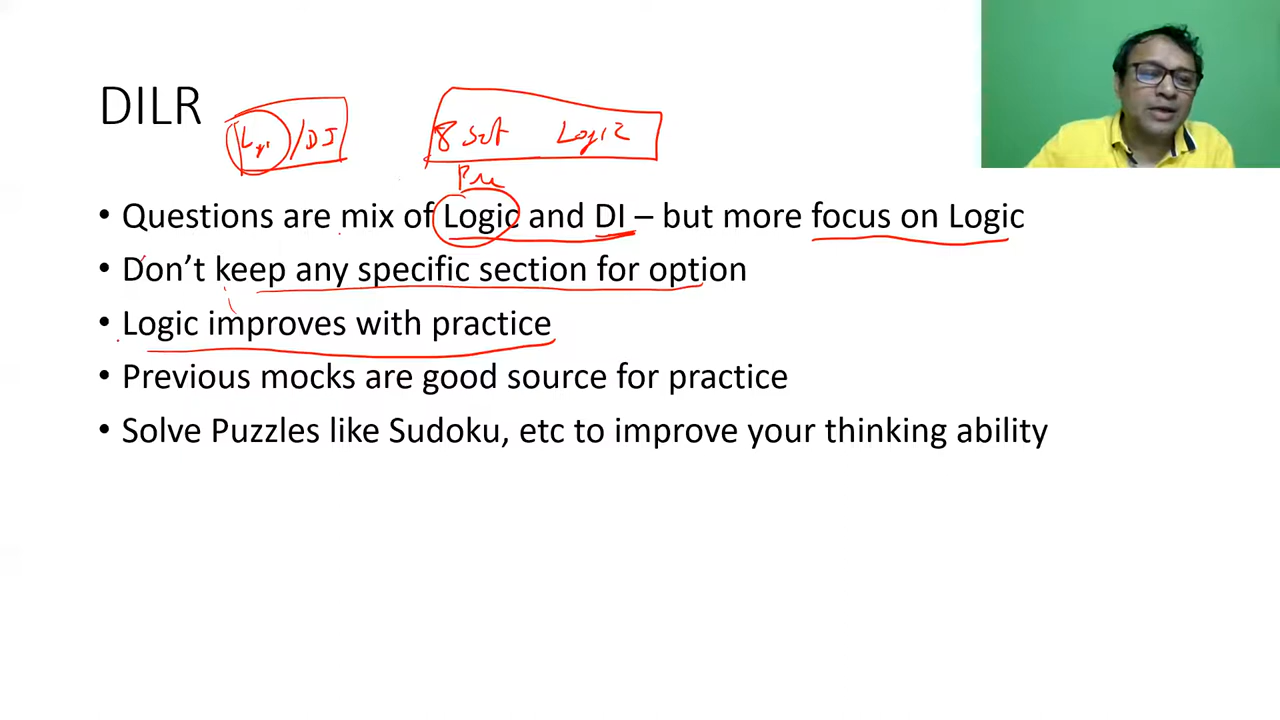 DILR
Logi / DI
8 Set Logic
Pre
• Questions are mix of Logic and DI – but more focus on Logic
• Don't keep any specific section for option
• Logic improves with practice
• Previous mocks are good source for practice
• Solve Puzzles like Sudoku, etc to improve your thinking ability